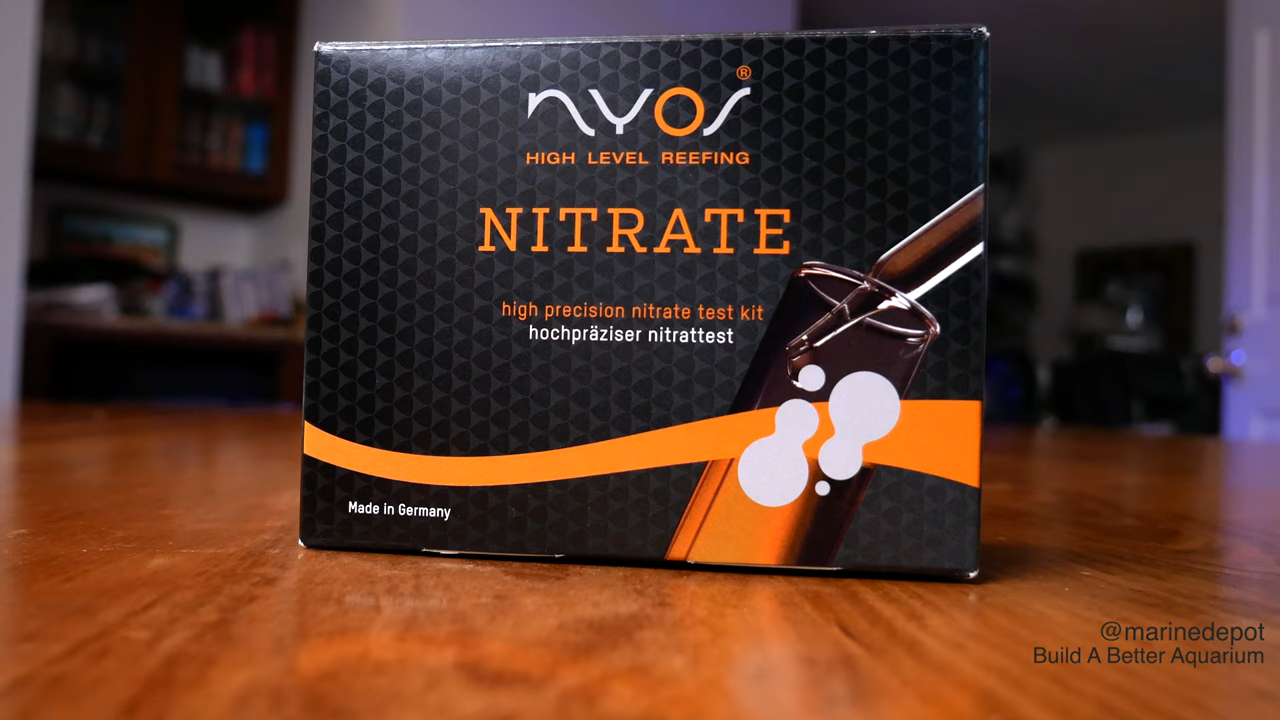 nyos®
HIGH LEVEL REEFING
NITRATE
high precision nitrate test kit
hochpräziser nitrattest
Made in Germany
@marinedepot
Build A Better Aquarium